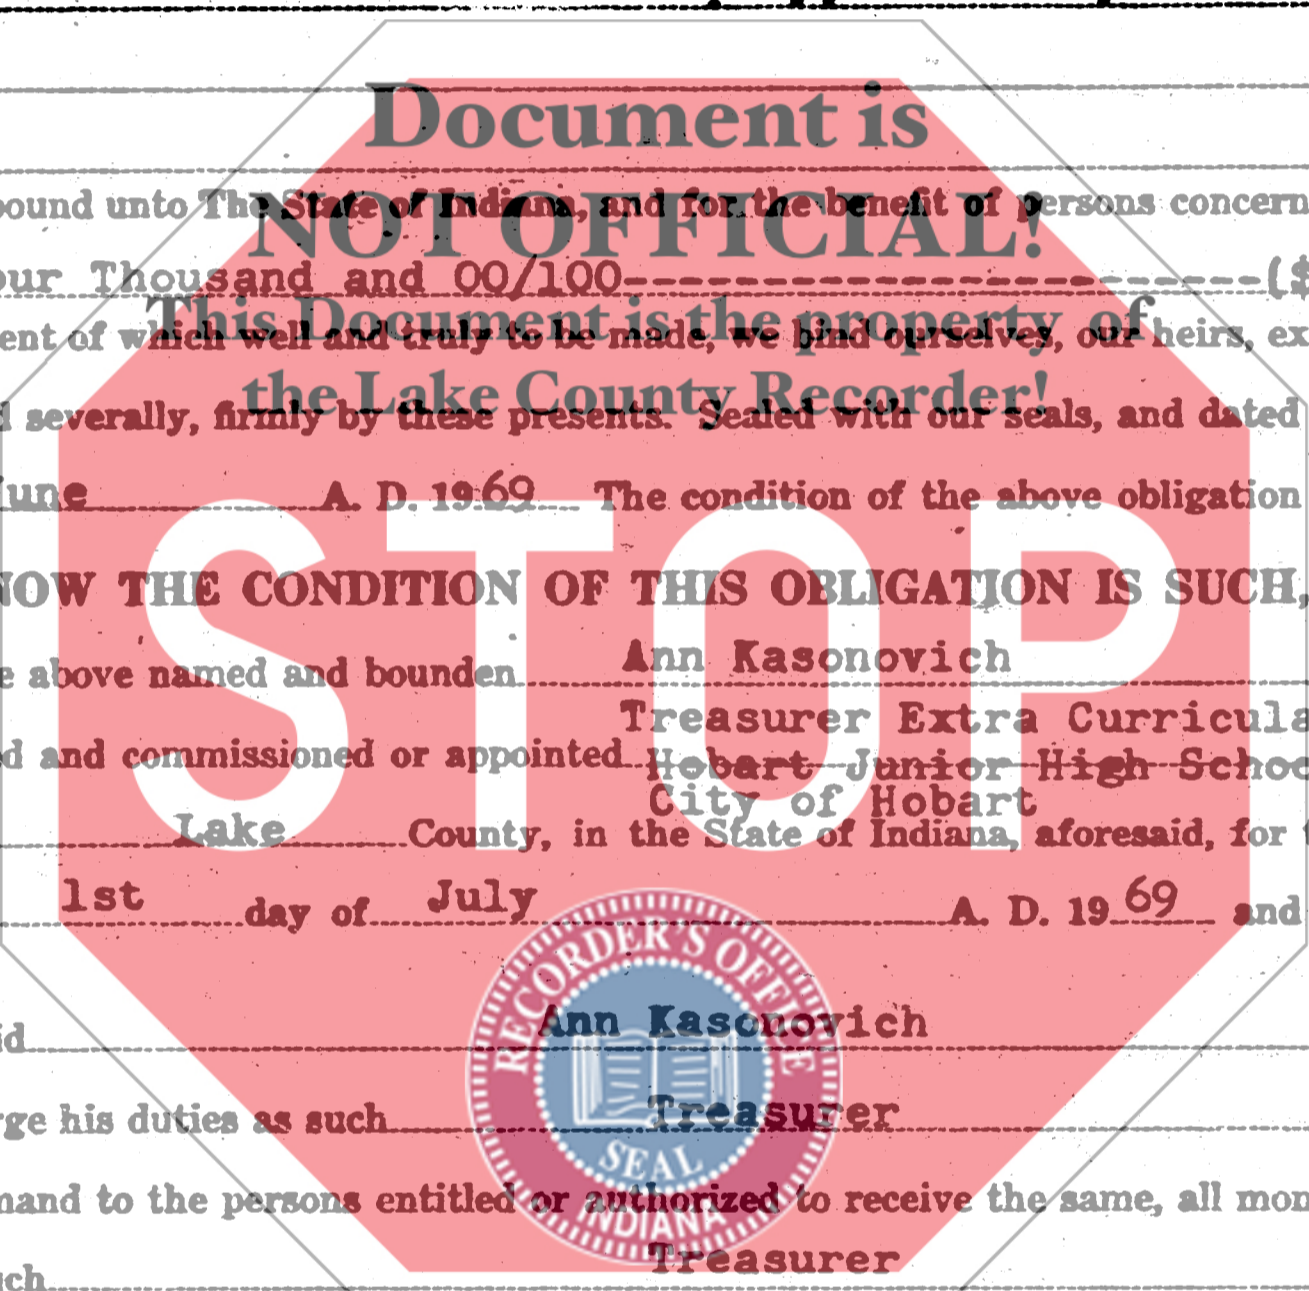 Document is
NOT OFFICIAL!
This Document is the property of
the Lake County Recorder!
STOP
bound unto The State of Indiana, and for the benefit of persons concern
our Thousand and 00/100------------------------($
ent of which well and truly to be made, we bind ourselves, our heirs, ex
d severally, firmly by these presents. Sealed with our seals, and dated
June A. D. 1969 The condition of the above obligation
NOW THE CONDITION OF THIS OBLIGATION IS SUCH,
e above named and bounden Ann Kasonovich
Treasurer Extra Curricula
d and commissioned or appointed Hobart Junior High Schoo
City of Hobart
Lake County, in the State of Indiana, aforesaid, for
1st day of July A. D. 1969 and
RECORDER'S OFFICE
SEAL
INDIANA
id Ann Kasonovich
rge his duties as such Treasurer
mand to the persons entitled or authorized to receive the same, all mon
ch Treasurer